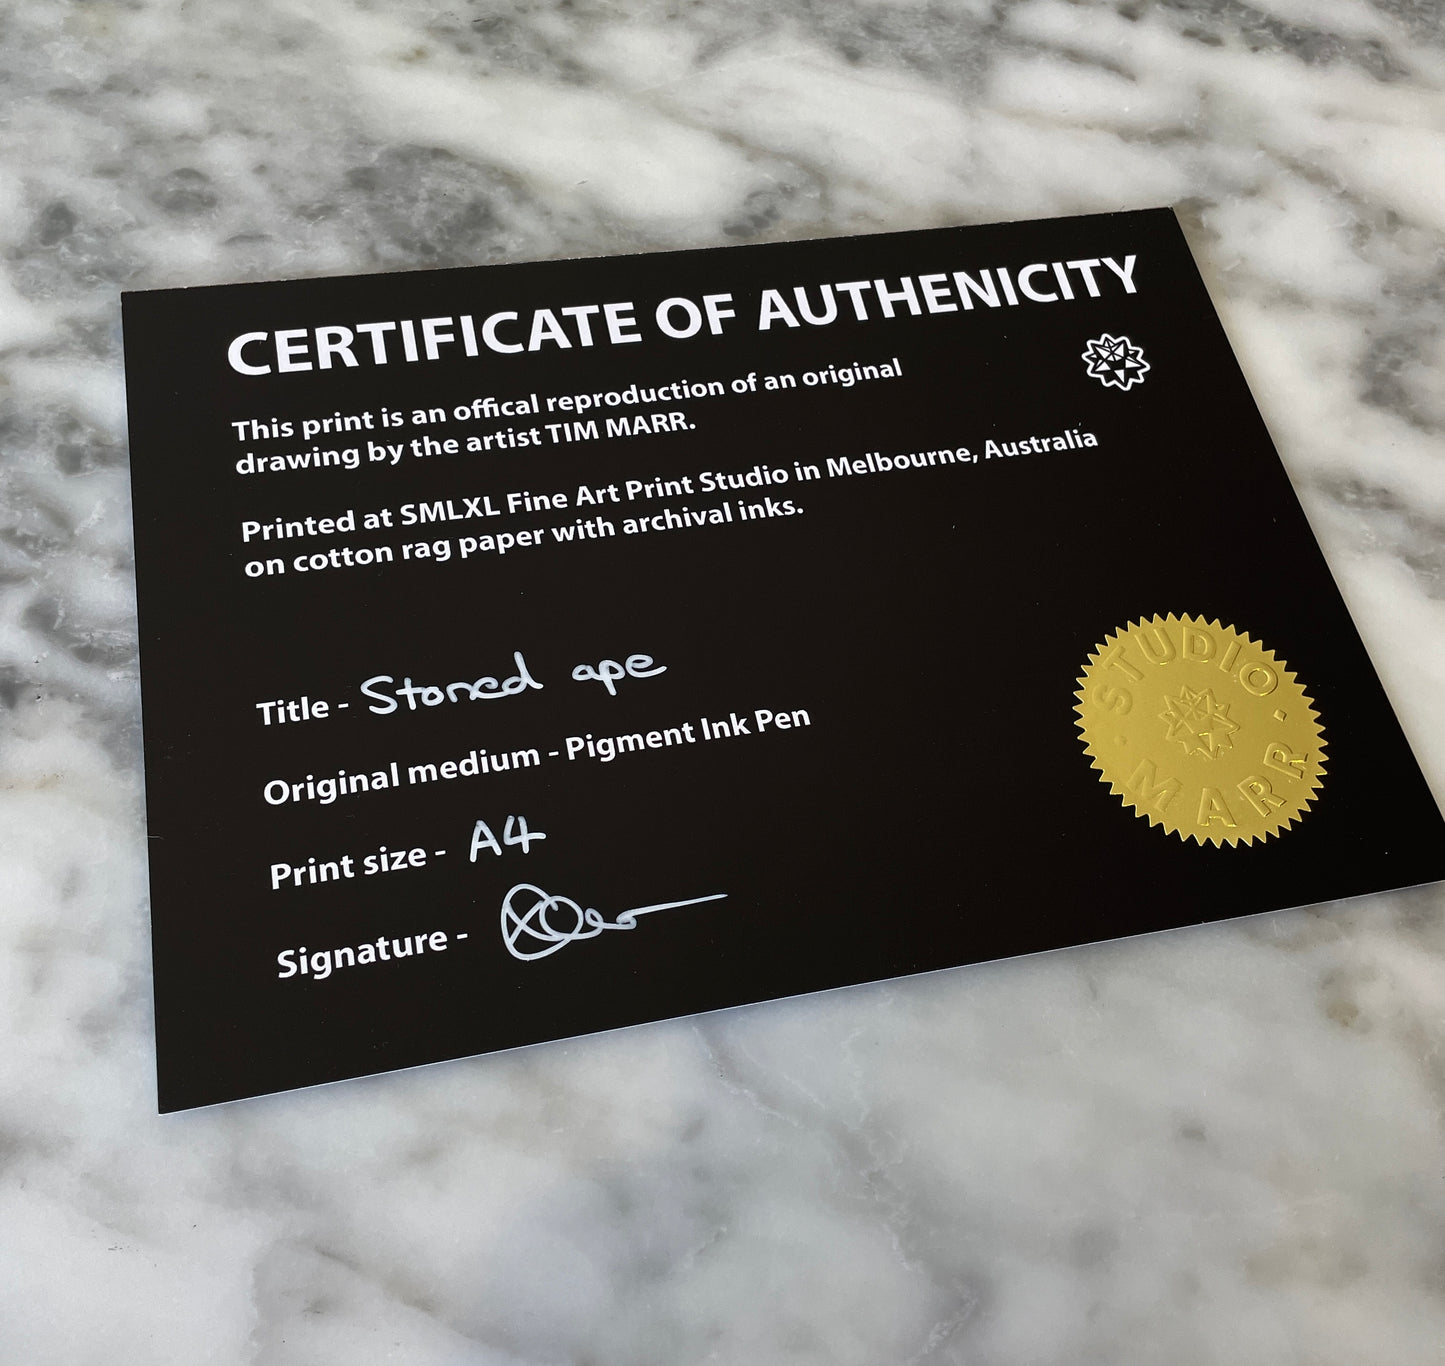 CERTIFICATE OF AUTHENICITY
This print is an offical reproduction of an original
drawing by the artist TIM MARR.
Printed at SMLXL Fine Art Print Studio in Melbourne, Australia
on cotton rag paper with archival inks.
Title - Stoned ape
Original medium - Pigment Ink Pen
Print size - A4
Signature -
· STUDIO ·
MARR